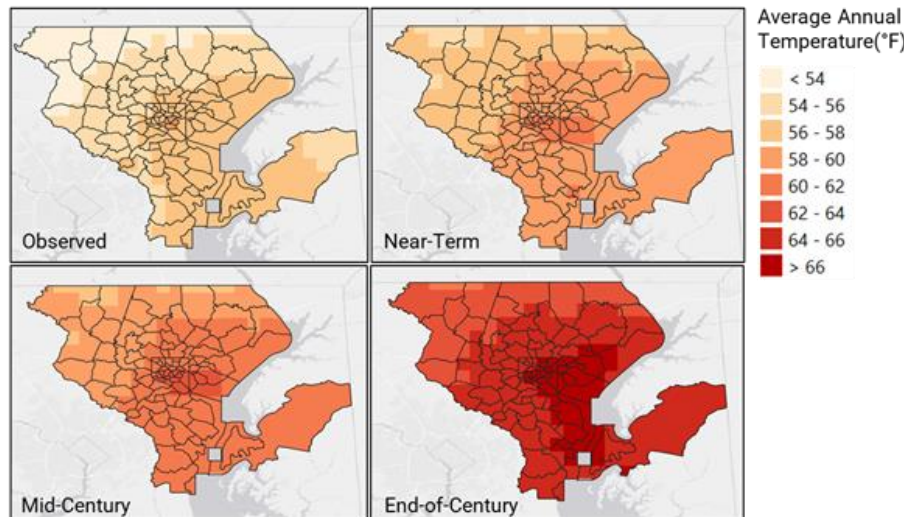 Average Annual
Temperature(°F)
< 54
54 - 56
56 - 58
58 - 60
60 - 62
62 - 64
64 - 66
> 66
Observed
Near-Term
Mid-Century
End-of-Century